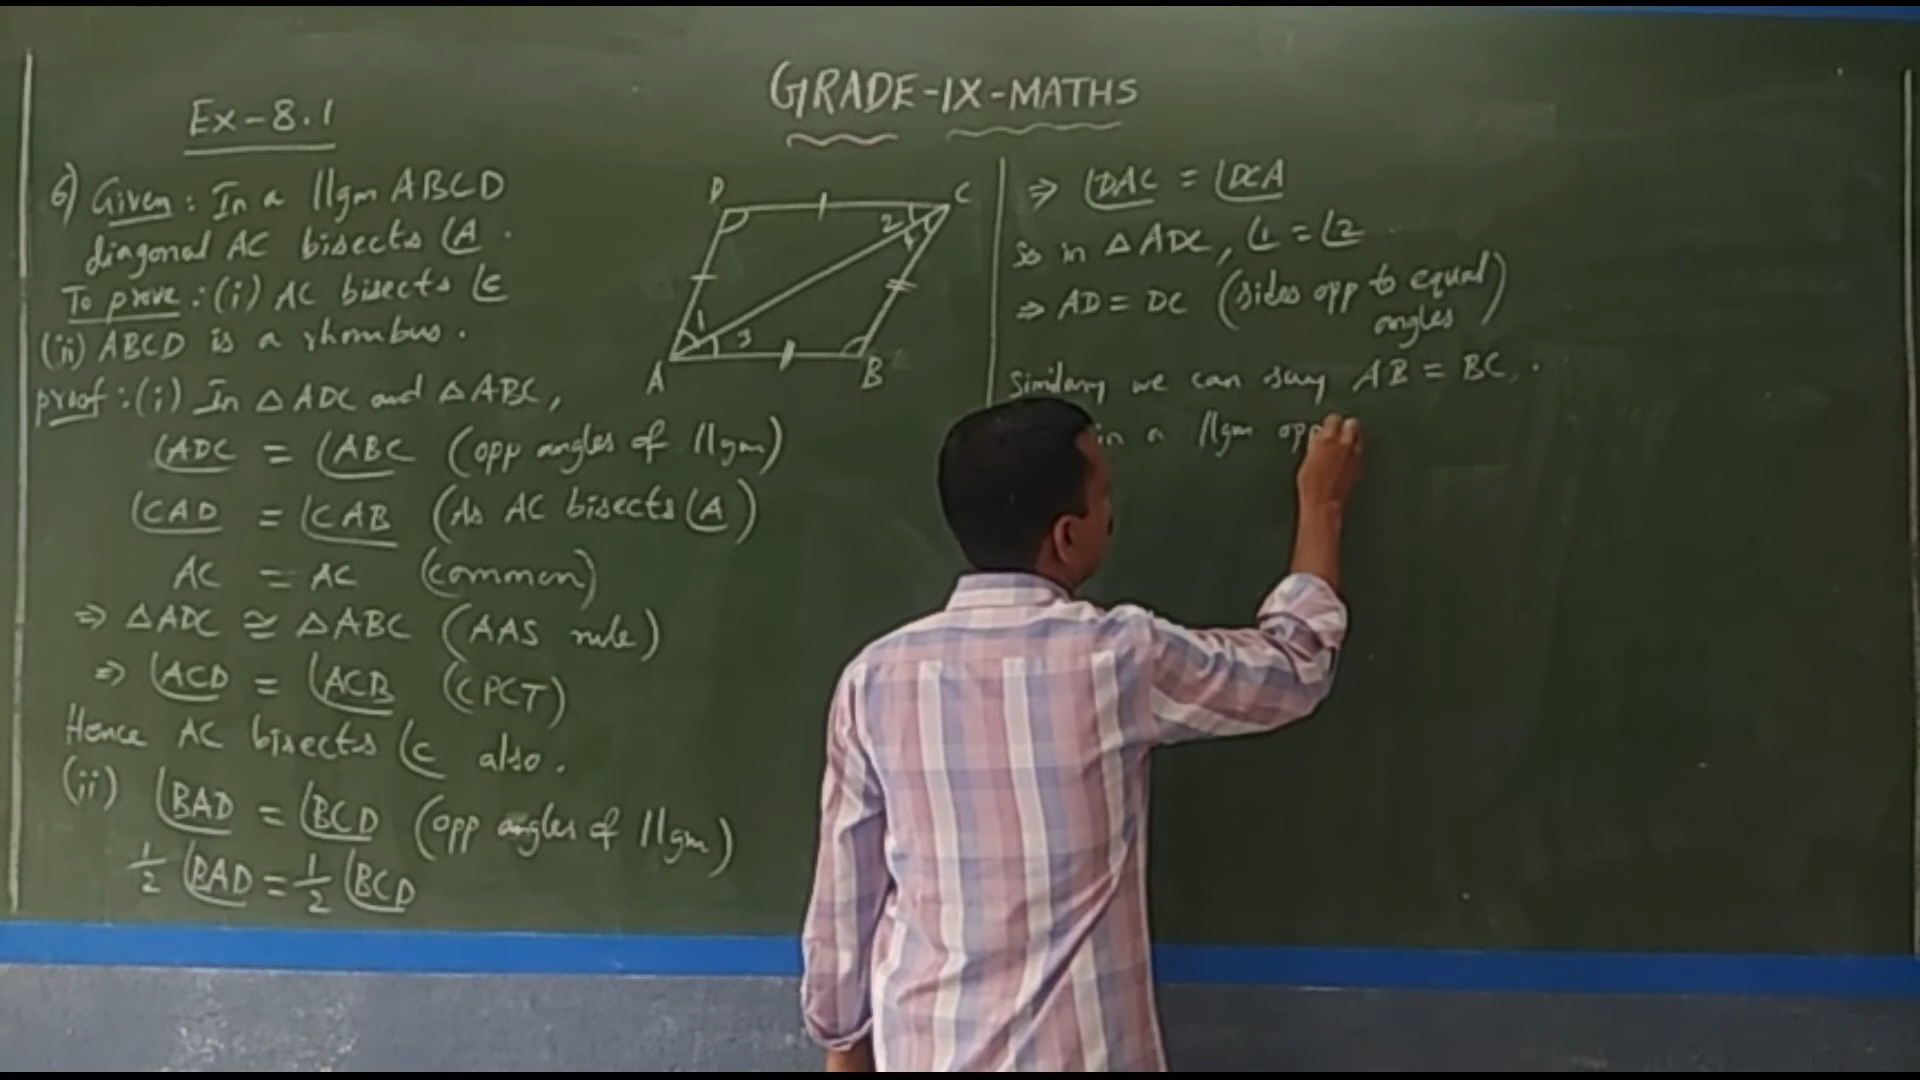 GRADE-IX-MATHS
Ex-8.1
6) Given: In a ||gm ABCD
diagonal AC bisects ∠A.
To prove:(i) AC bisects ∠C
(ii) ABCD is a rhombus.
proof:(i) In △ADC and △ABC,
∠ADC = ∠ABC (opp angles of ||gm)
∠CAD = ∠CAB (As AC bisects ∠A)
AC = AC (common)
⇒ △ADC ≅ △ABC (AAS rule)
⇒ ∠ACD = ∠ACB (CPCT)
Hence AC bisects ∠C also.
(ii) ∠BAD = ∠BCD (opp angles of ||gm)
1/2 ∠BAD = 1/2 ∠BCD
D C
2
1
3
A B
⇒ ∠DAC = ∠DCA
So in △ADC, ∠1 = ∠2
⇒ AD = DC (sides opp to equal
angles)
Similary we can say AB = BC.
in a ||gm opp